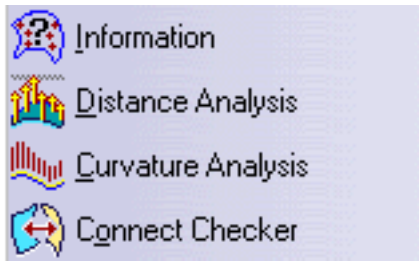 Information
Distance Analysis
Curvature Analysis
Connect Checker